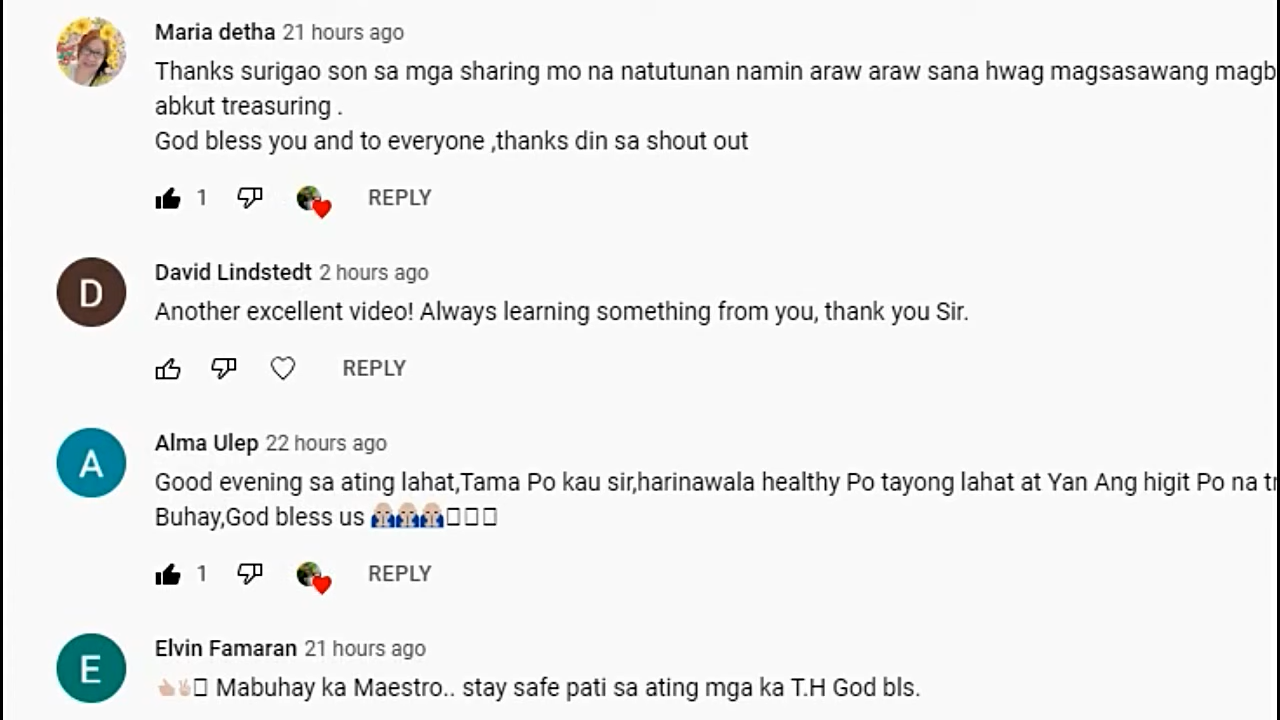 Maria detha 21 hours ago
Thanks surigao son sa mga sharing mo na natutunan namin araw araw sana hwag magsasawang magb
abkut treasuring .
God bless you and to everyone ,thanks din sa shout out
1 REPLY
David Lindstedt 2 hours ago
Another excellent video! Always learning something from you, thank you Sir.
REPLY
Alma Ulep 22 hours ago
Good evening sa ating lahat,Tama Po kau sir,harinawala healthy Po tayong lahat at Yan Ang higit Po na tr
Buhay,God bless us
1 REPLY
Elvin Famaran 21 hours ago
Mabuhay ka Maestro.. stay safe pati sa ating mga ka T.H God bls.
D
A
E